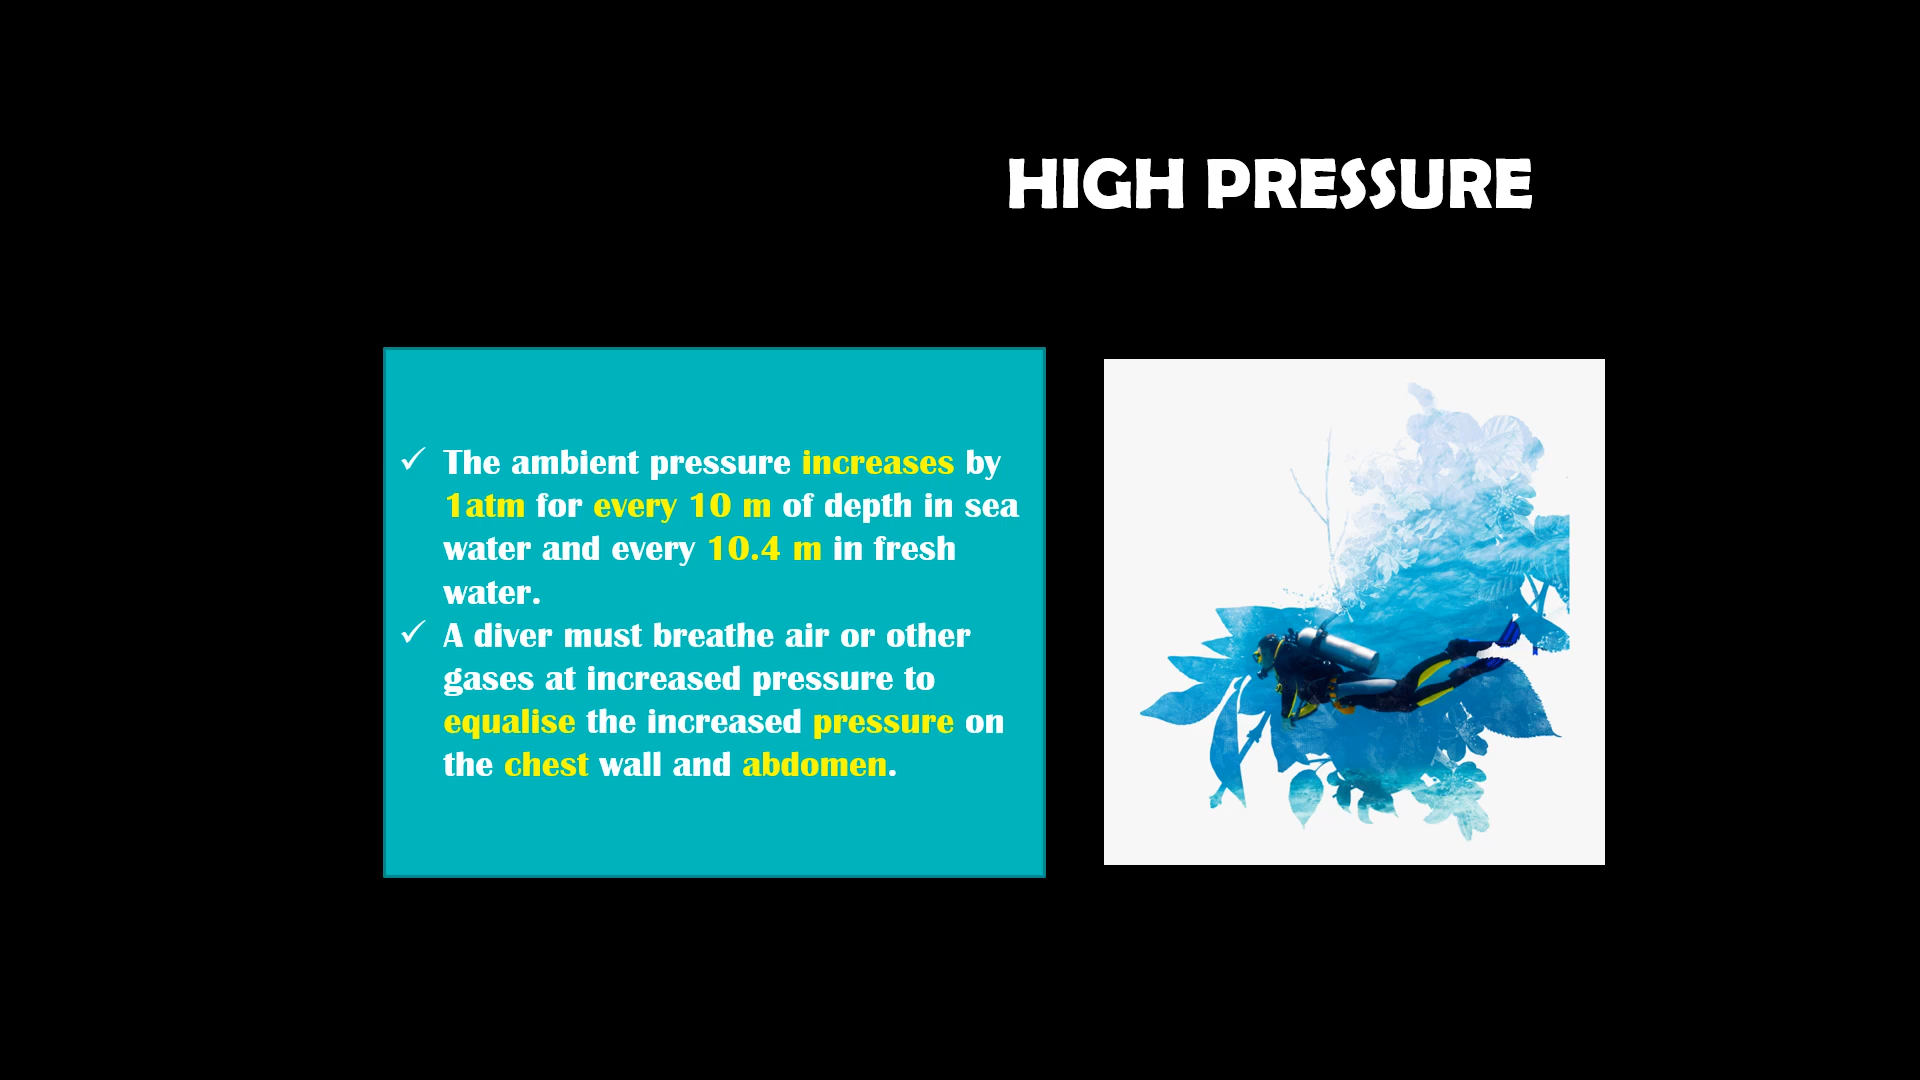 HIGH PRESSURE
✓ The ambient pressure increases by
1atm for every 10 m of depth in sea
water and every 10.4 m in fresh
water.
✓ A diver must breathe air or other
gases at increased pressure to
equalise the increased pressure on
the chest wall and abdomen.